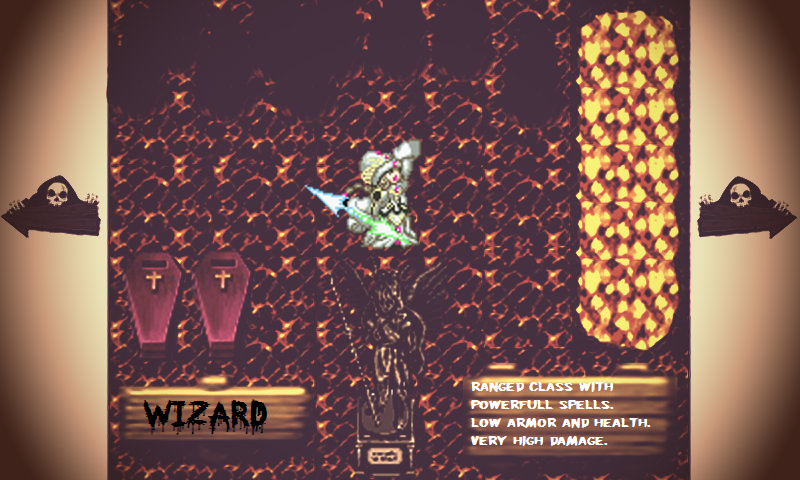 WIZARD
RANGED CLASS WITH
POWERFULL SPELLS.
LOW ARMOR AND HEALTH.
VERY HIGH DAMAGE.